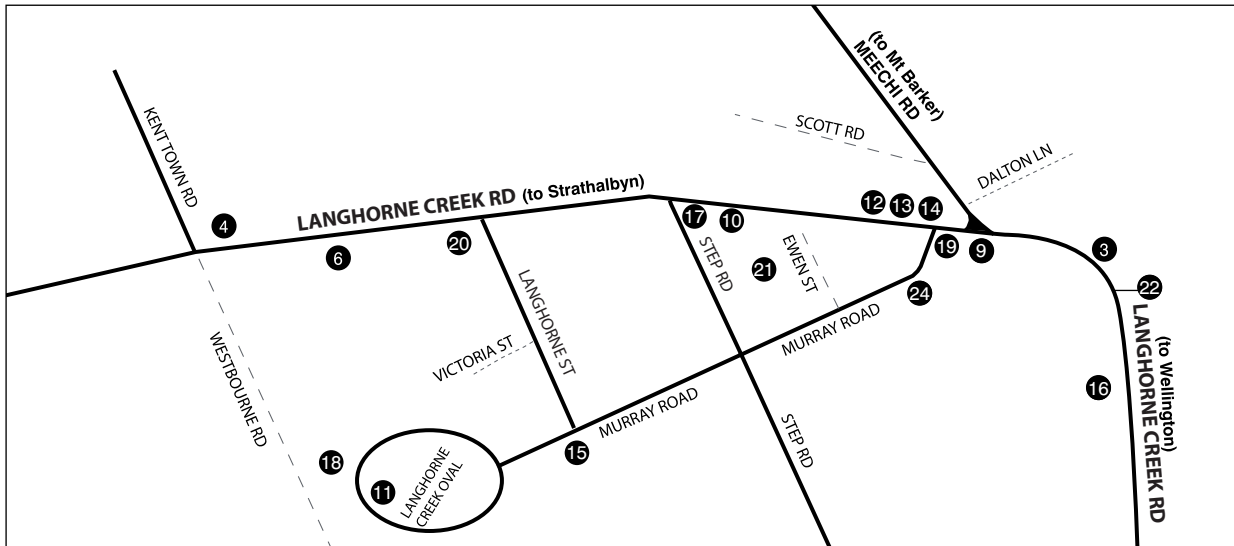 (to Mt Barker)
MEECHI RD
KENT TOWN RD
SCOTT RD
DALTON LN
LANGHORNE CREEK RD (to Strathalbyn)
4
12
13
14
17
10
20
6
19
9
3
STEP RD
EWEN ST
21
22
24
LANGHORNE ST
MURRAY ROAD
VICTORIA ST
WESTBOURNE RD
(to Wellington)
LANGHORNE CREEK RD
16
MURRAY ROAD
STEP RD
15
18
11
LANGHORNE
CREEK OVAL